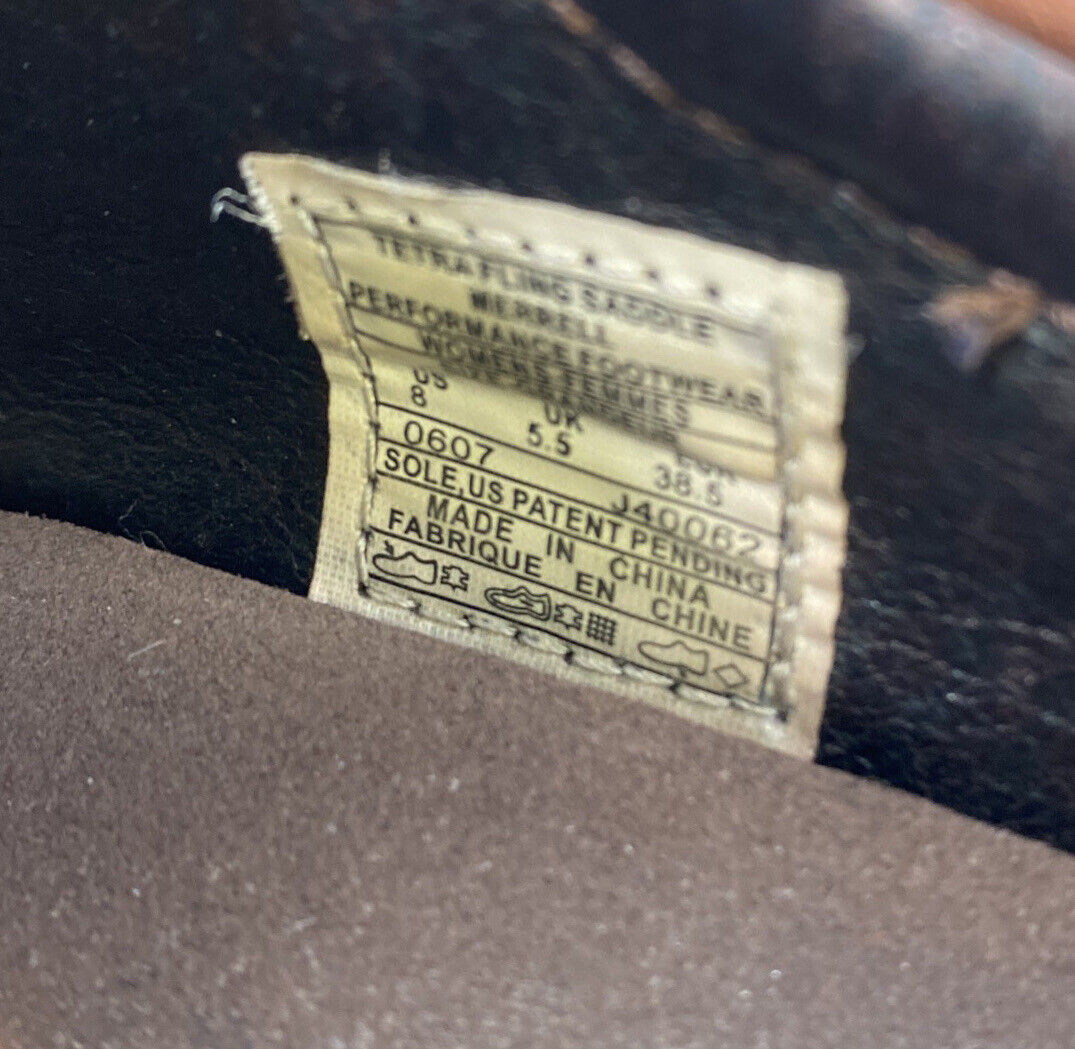 TETRA FLING SADDLE
MERRELL
PERFORMANCE FOOTWEAR
WOMENS FEMMES
US UK EUR
8 5.5 38.5
0607 J40062
SOLE,US PATENT PENDING
MADE IN CHINA
FABRIQUE EN CHINE